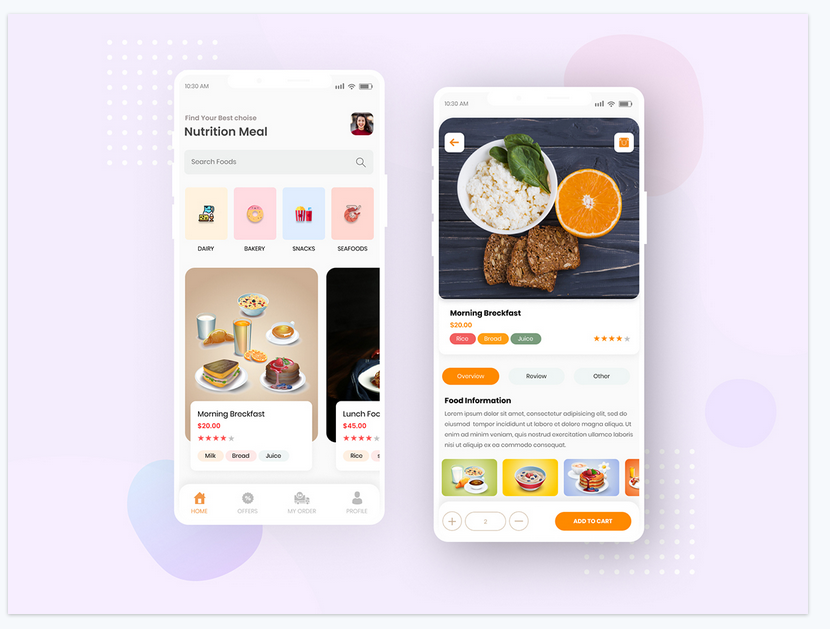 10:30 AM
Find Your Best choise
Nutrition Meal
Search Foods
DAIRY
BAKERY
SNACKS
SEAFOODS
Morning Breckfast
$20.00
Milk
Bread
Juice
Lunch Foo
$45.00
Rice
HOME
OFFERS
MY ORDER
PROFILE
10:30 AM
Morning Breckfast
$20.00
Rice
Bread
Juice
Overview
Review
Other
Food Information
Lorem ipsum dolor sit amet, consectetur adipisicing elit, sed do
eiusmod tempor incididunt ut labore et dolore magna aliqua. Ut
enim ad minim veniam, quis nostrud exercitation ullamco laboris
nisi ut aliquip ex ea commodo consequat.
2
ADD TO CART